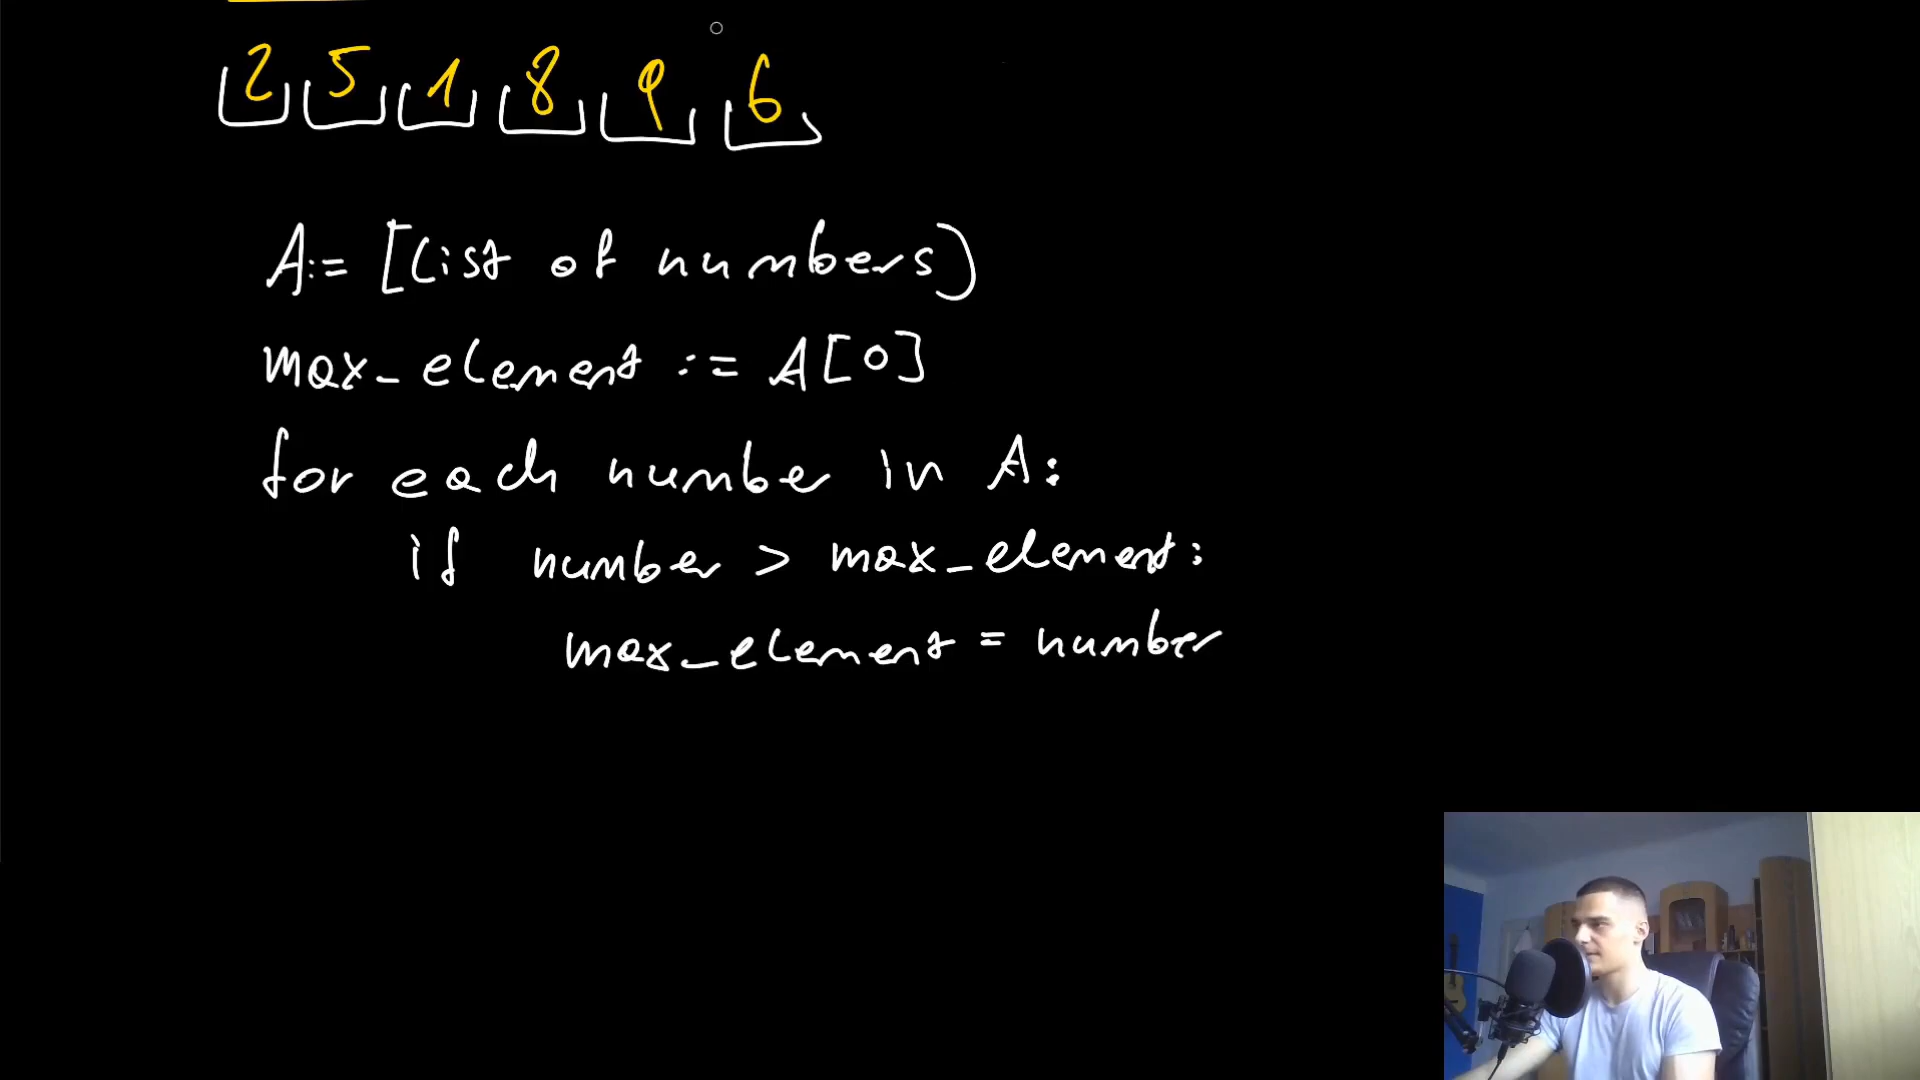 2 5 1 8 9 6
A:= [list of numbers]
max_element := A[0]
for each number in A:
if number > max_element:
max_element = number